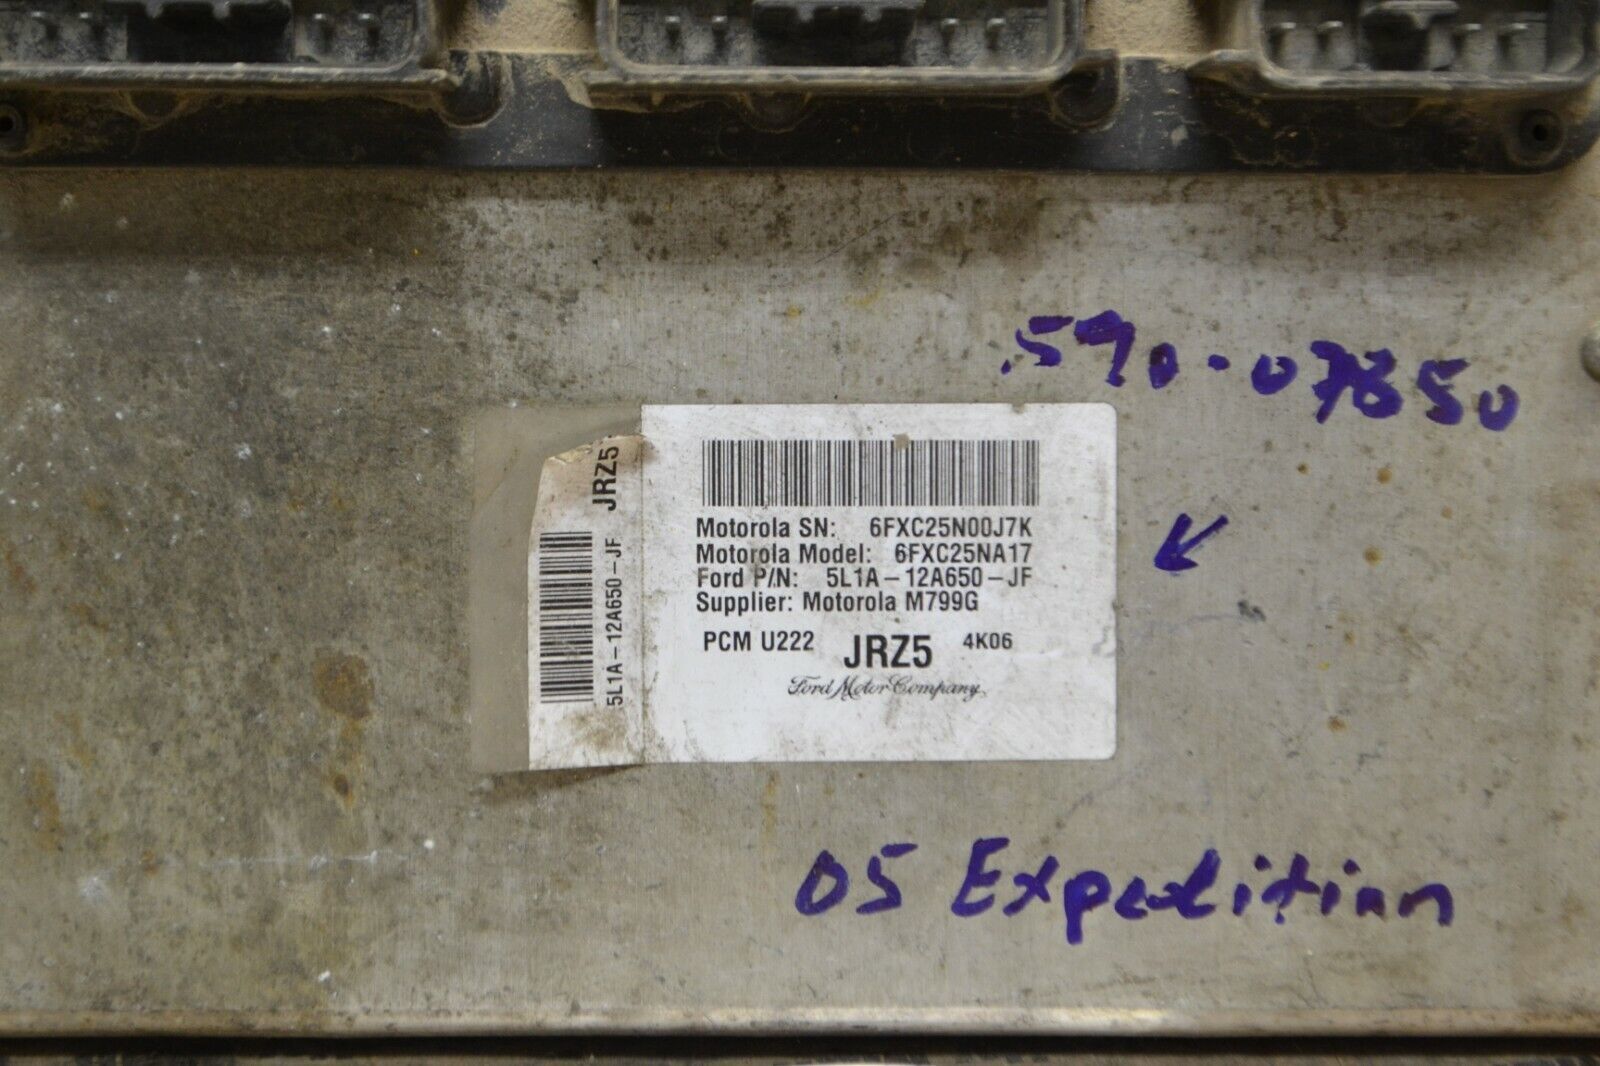 590-07850
JRZ5
5L1A-12A650-JF
Motorola SN: 6FXC25N00J7K
Motorola Model: 6FXC25NA17
Ford P/N: 5L1A-12A650-JF
Supplier: Motorola M799G
PCM U222 JRZ5 4K06
Ford Motor Company
05 Expedition